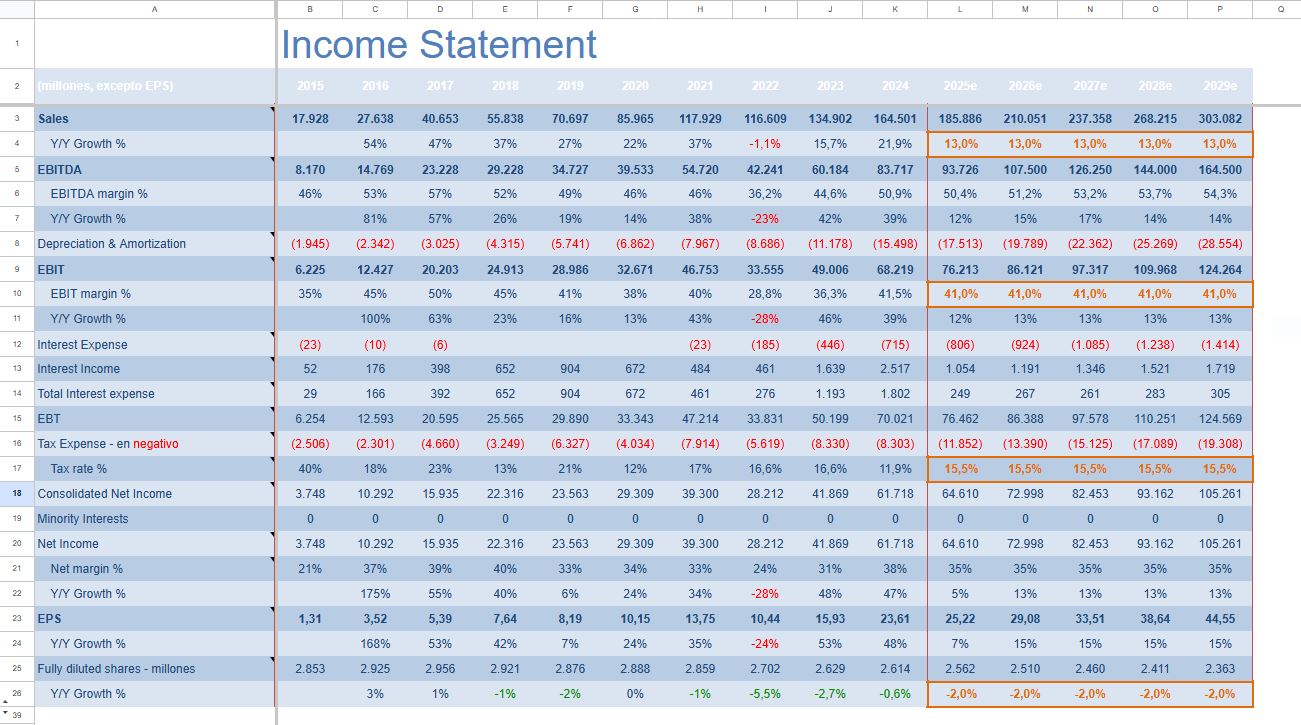 A B C D E F G H I J K L M N O P Q
1 Income Statement
2 (millones, excepto EPS) 2015 2016 2017 2018 2019 2020 2021 2022 2023 2024 2025e 2026e 2027e 2028e 2029e
3 Sales 17.928 27.638 40.653 55.838 70.697 85.965 117.929 116.609 134.902 164.501 185.886 210.051 237.358 268.215 303.082
4 Y/Y Growth % 54% 47% 37% 27% 22% 37% -1,1% 15,7% 21,9% 13,0% 13,0% 13,0% 13,0% 13,0%
5 EBITDA 8.170 14.769 23.228 29.228 34.727 39.533 54.720 42.241 60.184 83.717 93.726 107.500 126.250 144.000 164.500
6 EBITDA margin % 46% 53% 57% 52% 49% 46% 46% 36,2% 44,6% 50,9% 50,4% 51,2% 53,2% 53,7% 54,3%
7 Y/Y Growth % 81% 57% 26% 19% 14% 38% -23% 42% 39% 12% 15% 17% 14% 14%
8 Depreciation & Amortization (1.945) (2.342) (3.025) (4.315) (5.741) (6.862) (7.967) (8.686) (11.178) (15.498) (17.513) (19.789) (22.362) (25.269) (28.554)
9 EBIT 6.225 12.427 20.203 24.913 28.986 32.671 46.753 33.555 49.006 68.219 76.213 86.121 97.317 109.968 124.264
10 EBIT margin % 35% 45% 50% 45% 41% 38% 40% 28,8% 36,3% 41,5% 41,0% 41,0% 41,0% 41,0% 41,0%
11 Y/Y Growth % 100% 63% 23% 16% 13% 43% -28% 46% 39% 12% 13% 13% 13% 13%
12 Interest Expense (23) (10) (6) (23) (185) (446) (715) (806) (924) (1.085) (1.238) (1.414)
13 Interest Income 52 176 398 652 904 672 484 461 1.639 2.517 1.054 1.191 1.346 1.521 1.719
14 Total Interest expense 29 166 392 652 904 672 461 276 1.193 1.802 249 267 261 283 305
15 EBT 6.254 12.593 20.595 25.565 29.890 33.343 47.214 33.831 50.199 70.021 76.462 86.388 97.578 110.251 124.569
16 Tax Expense - en negativo (2.506) (2.301) (4.660) (3.249) (6.327) (4.034) (7.914) (5.619) (8.330) (8.303) (11.852) (13.390) (15.125) (17.089) (19.308)
17 Tax rate % 40% 18% 23% 13% 21% 12% 17% 16,6% 16,6% 11,9% 15,5% 15,5% 15,5% 15,5% 15,5%
18 Consolidated Net Income 3.748 10.292 15.935 22.316 23.563 29.309 39.300 28.212 41.869 61.718 64.610 72.998 82.453 93.162 105.261
19 Minority Interests 0 0 0 0 0 0 0 0 0 0 0 0 0 0 0
20 Net Income 3.748 10.292 15.935 22.316 23.563 29.309 39.300 28.212 41.869 61.718 64.610 72.998 82.453 93.162 105.261
21 Net margin % 21% 37% 39% 40% 33% 34% 33% 24% 31% 38% 35% 35% 35% 35% 35%
22 Y/Y Growth % 175% 55% 40% 6% 24% 34% -28% 48% 47% 5% 13% 13% 13% 13%
23 EPS 1,31 3,52 5,39 7,64 8,19 10,15 13,75 10,44 15,93 23,61 25,22 29,08 33,51 38,64 44,55
24 Y/Y Growth % 168% 53% 42% 7% 24% 35% -24% 53% 48% 7% 15% 15% 15% 15%
25 Fully diluted shares - millones 2.853 2.925 2.956 2.921 2.876 2.888 2.859 2.702 2.629 2.614 2.562 2.510 2.460 2.411 2.363
26 Y/Y Growth % 3% 1% -1% -2% 0% -1% -5,5% -2,7% -0,6% -2,0% -2,0% -2,0% -2,0% -2,0%
39